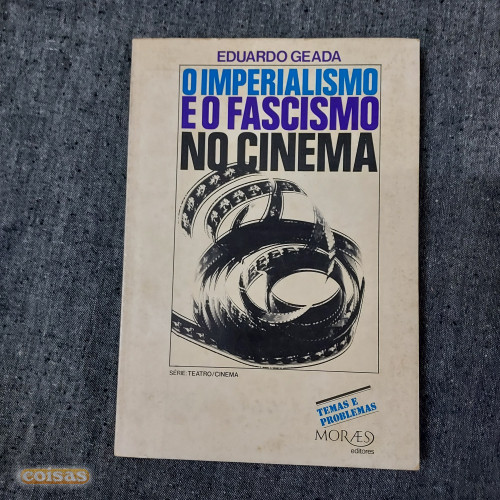 EDUARDO GEADA
O IMPERIALISMO
E O FASCISMO
NO CINEMA
SÉRIE: TEATRO/CINEMA
TEMAS E
PROBLEMAS
MORÆS
editores
coisas